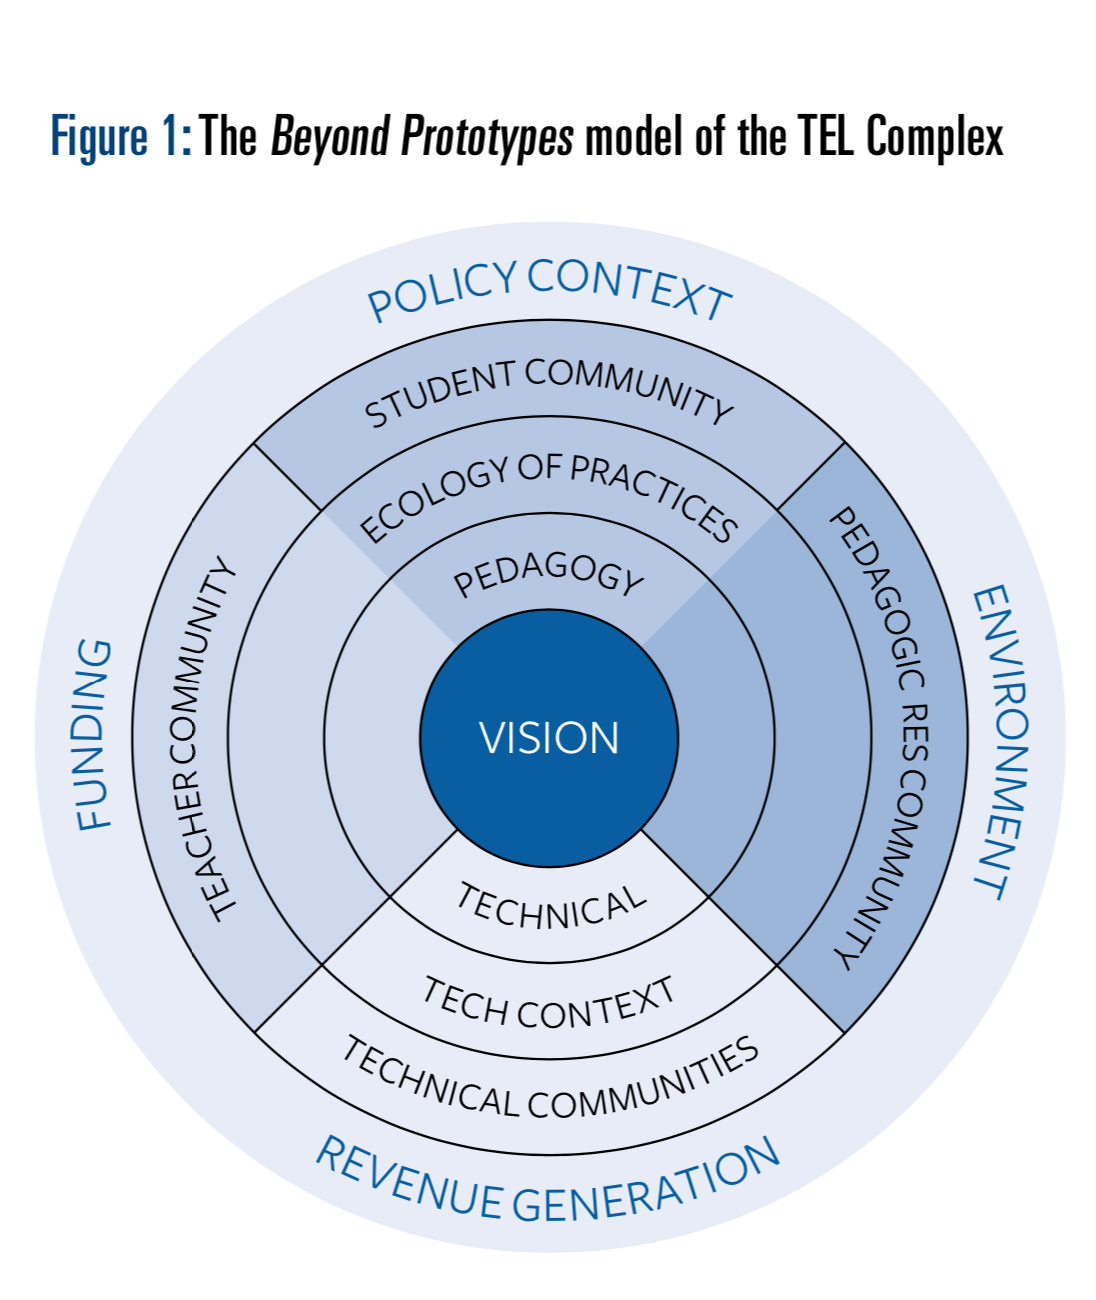 Figure 1: The Beyond Prototypes model of the TEL Complex
POLICY CONTEXT
STUDENT COMMUNITY
ECOLOGY OF PRACTICES
PEDAGOGY
FUNDING
TEACHER COMMUNITY
VISION
PEDAGOGIC RES COMMUNITY
ENVIRONMENT
TECHNICAL
TECH CONTEXT
TECHNICAL COMMUNITIES
REVENUE GENERATION